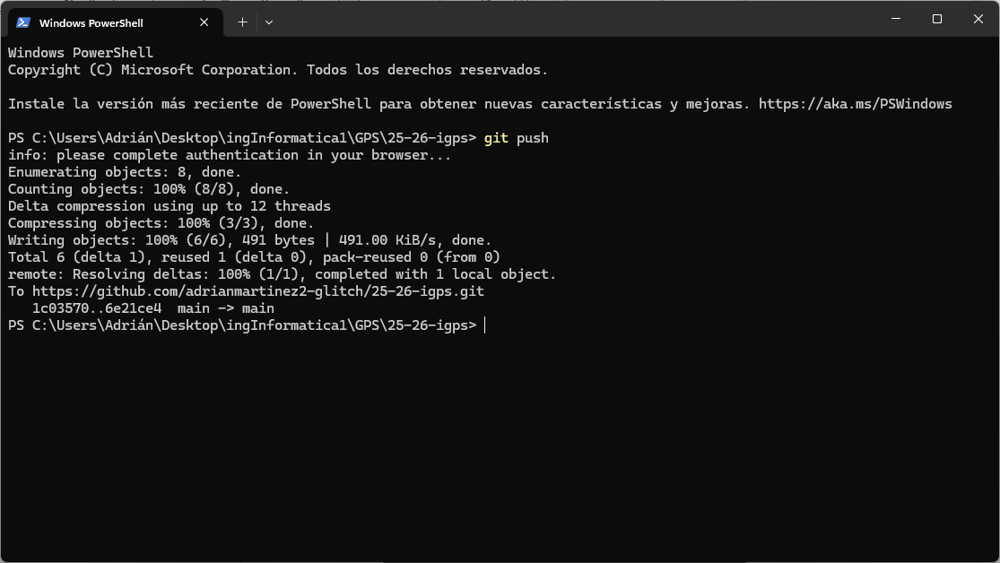 Windows PowerShell
Windows PowerShell
Copyright (C) Microsoft Corporation. Todos los derechos reservados.
Instale la versión más reciente de PowerShell para obtener nuevas características y mejoras. https://aka.ms/PSWindows
PS C:\Users\Adrián\Desktop\ingInformatica1\GPS\25-26-igps> git push
info: please complete authentication in your browser...
Enumerating objects: 8, done.
Counting objects: 100% (8/8), done.
Delta compression using up to 12 threads
Compressing objects: 100% (3/3), done.
Writing objects: 100% (6/6), 491 bytes | 491.00 KiB/s, done.
Total 6 (delta 1), reused 1 (delta 0), pack-reused 0 (from 0)
remote: Resolving deltas: 100% (1/1), completed with 1 local object.
To https://github.com/adrianmartinez2-glitch/25-26-igps.git
   1c03570..6e21ce4  main -> main
PS C:\Users\Adrián\Desktop\ingInformatica1\GPS\25-26-igps>